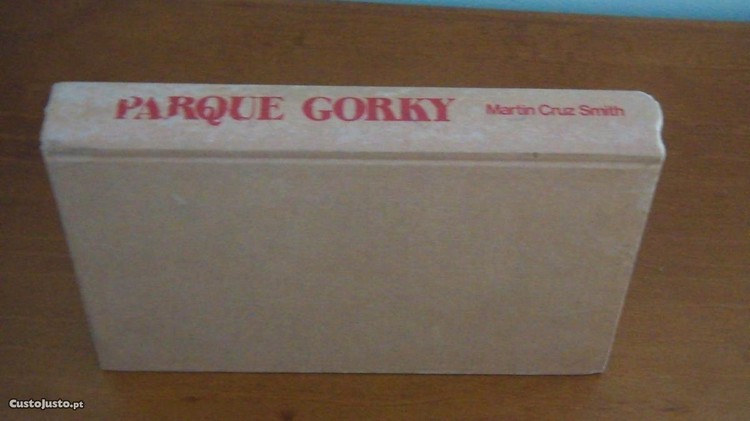 PARQUE GORKY Martin Cruz Smith
CustoJusto.pt